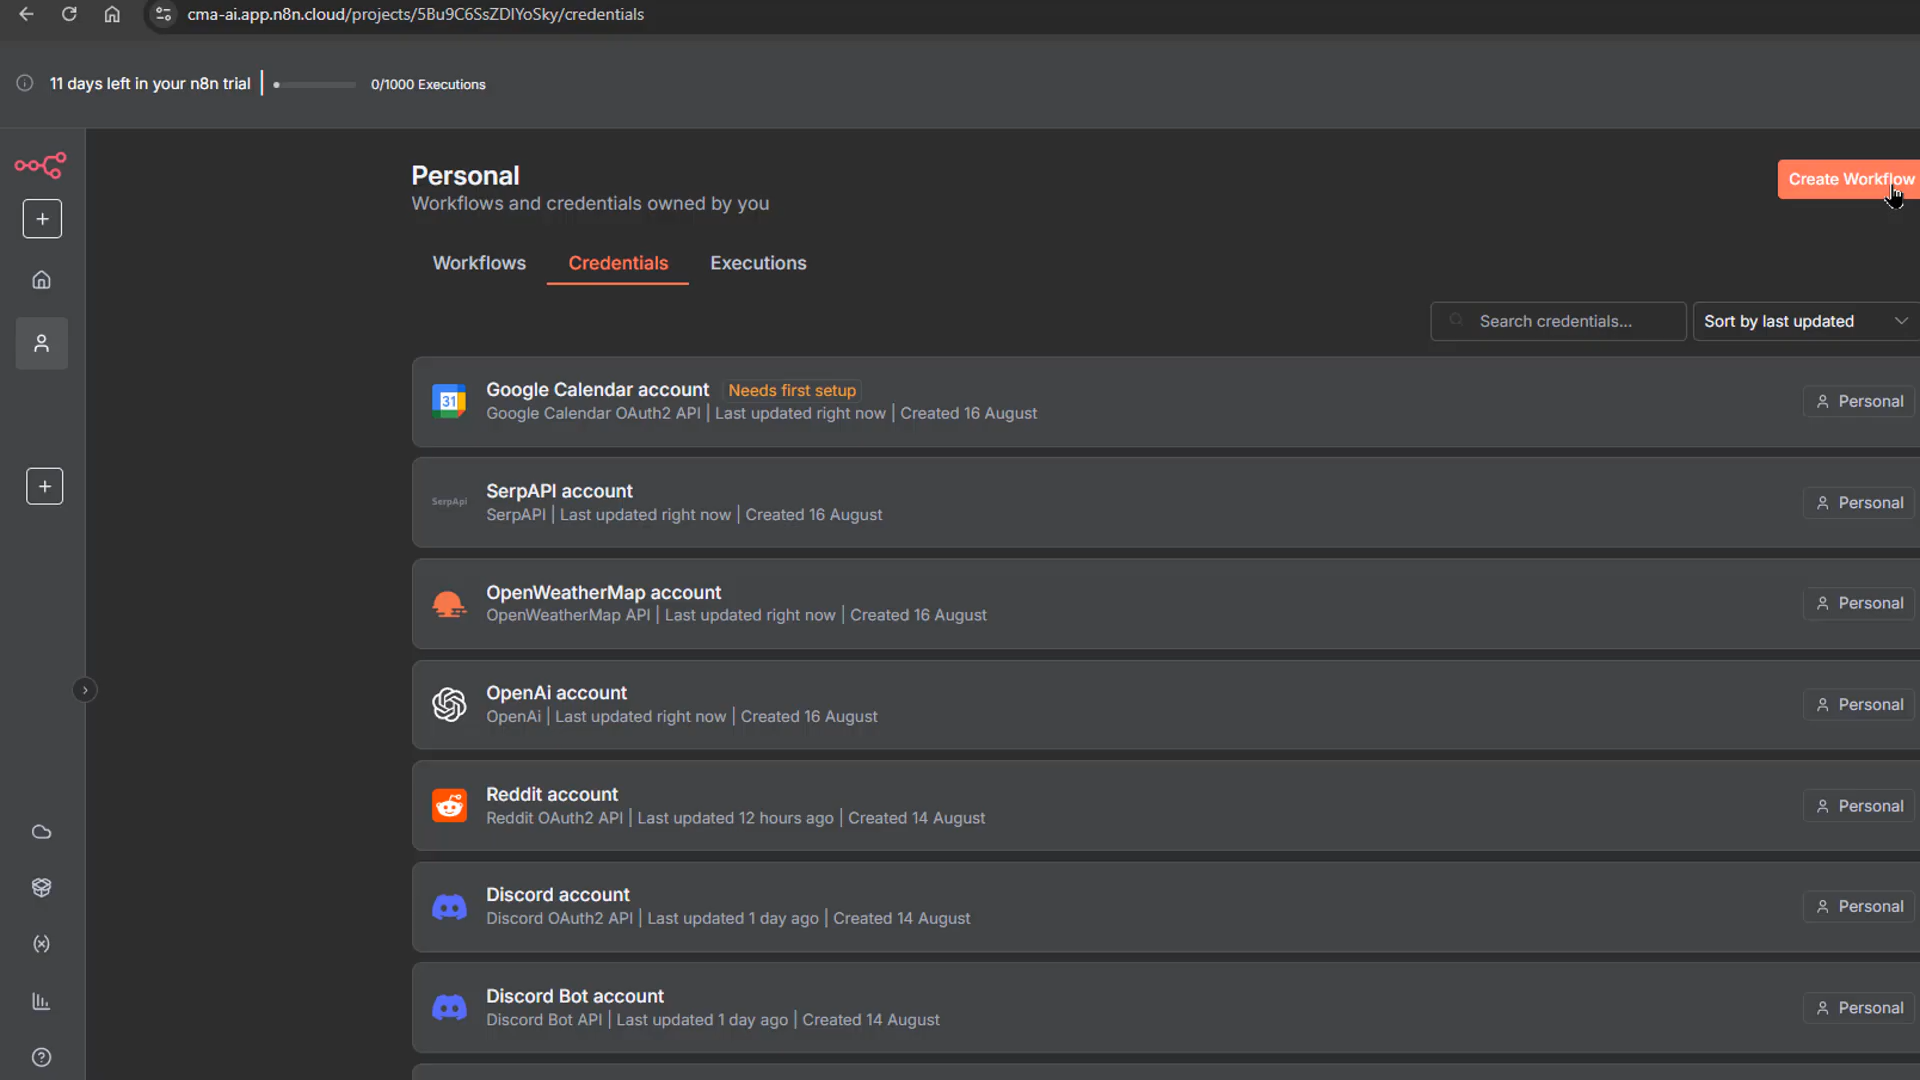 cma-ai.app.n8n.cloud/projects/5Bu9C6SsZDIYoSky/credentials
11 days left in your n8n trial
0/1000 Executions
Personal
Workflows and credentials owned by you
Create Workflow
Workflows
Credentials
Executions
Search credentials...
Sort by last updated
31
Google Calendar account
Needs first setup
Google Calendar OAuth2 API | Last updated right now | Created 16 August
Personal
SerpApi
SerpAPI account
SerpAPI | Last updated right now | Created 16 August
Personal
OpenWeatherMap account
OpenWeatherMap API | Last updated right now | Created 16 August
Personal
OpenAi account
OpenAi | Last updated right now | Created 16 August
Personal
Reddit account
Reddit OAuth2 API | Last updated 12 hours ago | Created 14 August
Personal
Discord account
Discord OAuth2 API | Last updated 1 day ago | Created 14 August
Personal
Discord Bot account
Discord Bot API | Last updated 1 day ago | Created 14 August
Personal